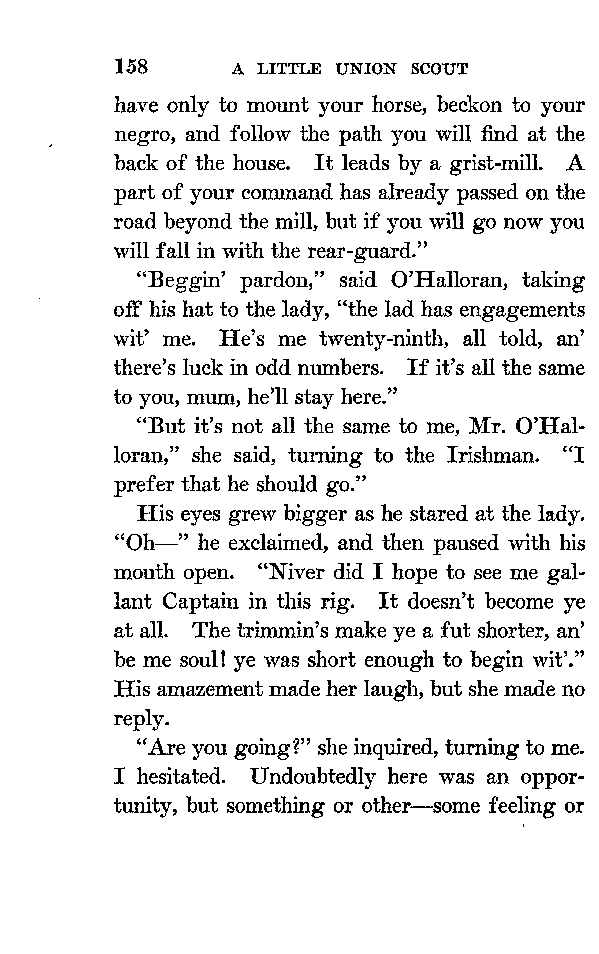 158 A LITTLE UNION SCOUT
have only to mount your horse, beckon to your
negro, and follow the path you will find at the
back of the house. It leads by a grist-mill. A
part of your command has already passed on the
road beyond the mill, but if you will go now you
will fall in with the rear-guard.”
“Beggin’ pardon,” said O’Halloran, taking
off his hat to the lady, “the lad has engagements
wit’ me. He’s me twenty-ninth, all told, an’
there’s luck in odd numbers. If it’s all the same
to you, mum, he’ll stay here.”
“But it’s not all the same to me, Mr. O’Hal-
loran,” she said, turning to the Irishman. “I
prefer that he should go.”
His eyes grew bigger as he stared at the lady.
“Oh—” he exclaimed, and then paused with his
mouth open. “Niver did I hope to see me gal-
lant Captain in this rig. It doesn’t become ye
at all. The trimmin’s make ye a fut shorter, an’
be me soul! ye was short enough to begin wit’.”
His amazement made her laugh, but she made no
reply.
“Are you going?” she inquired, turning to me.
I hesitated. Undoubtedly here was an oppor-
tunity, but something or other—some feeling or